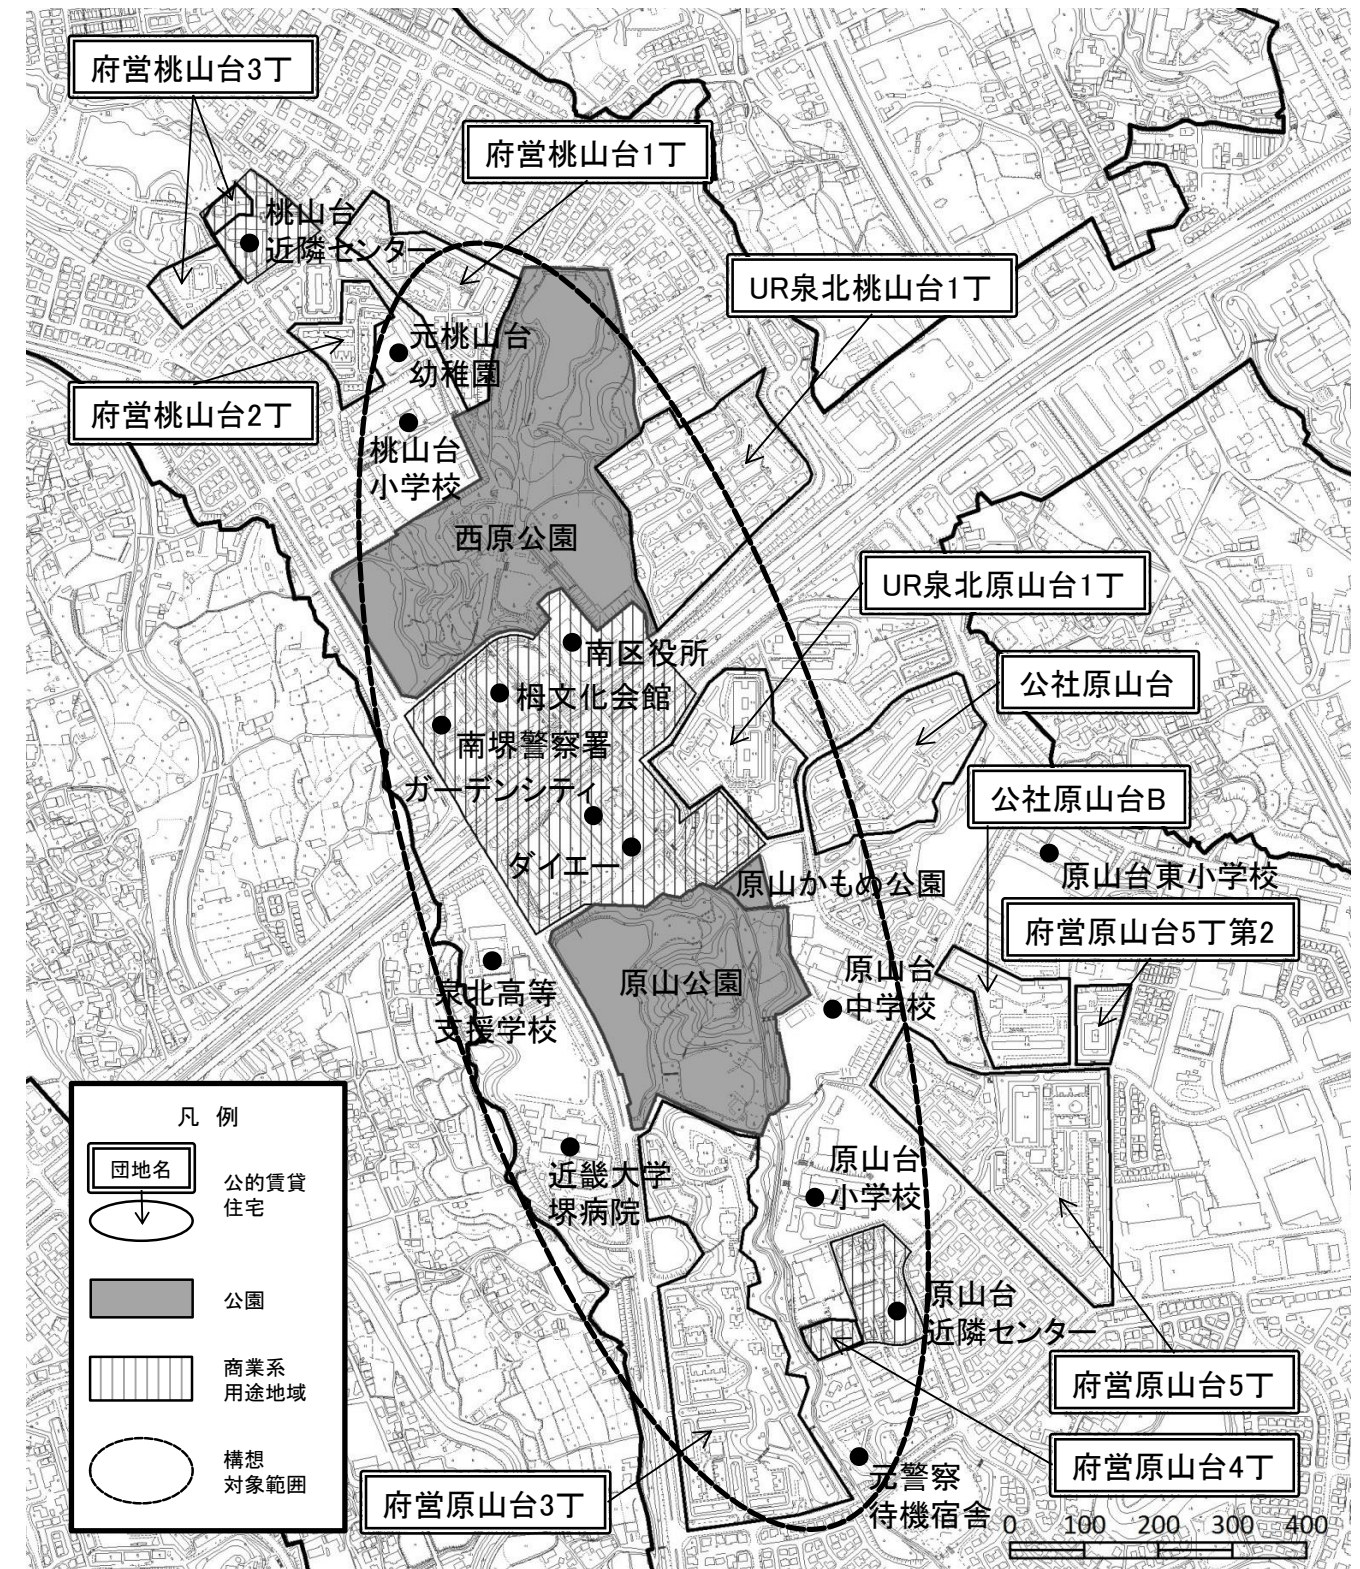 府営桃山台3丁
府営桃山台1丁
桃山台
近隣センター
UR泉北桃山台1丁
元桃山台
幼稚園
府営桃山台2丁
桃山台
小学校
西原公園
UR泉北原山台1丁
南区役所
公社原山台
栂文化会館
南堺警察署
ガーデンシティ
公社原山台B
ダイエー
原山かもめ公園
原山台東小学校
府営原山台5丁第2
原山公園
原山台
中学校
泉北高等
支援学校
凡 例
団地名
公的賃貸
住宅
公園
商業系
用途地域
構想
対象範囲
近畿大学
堺病院
原山台
小学校
原山台
近隣センター
府営原山台5丁
府営原山台4丁
府営原山台3丁
元警察
待機宿舎
0 100 200 300 400